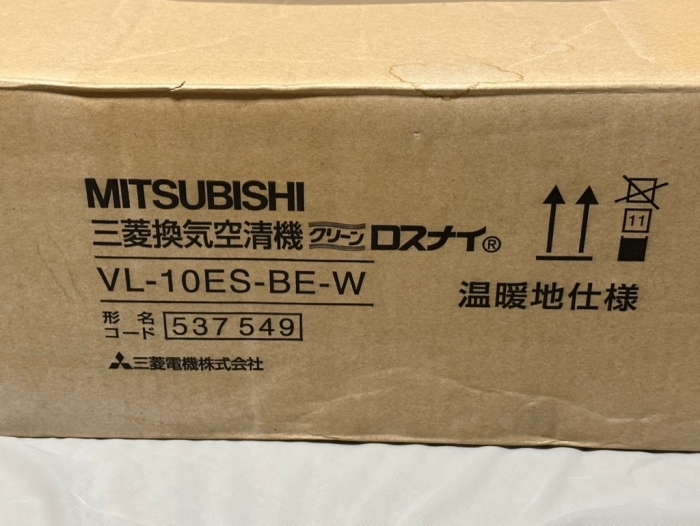 MITSUBISHI
三菱換気空清機 クリーン ロスナイ®
VL-10ES-BE-W
温暖地仕様
形名コード 537 549
三菱電機株式会社
11